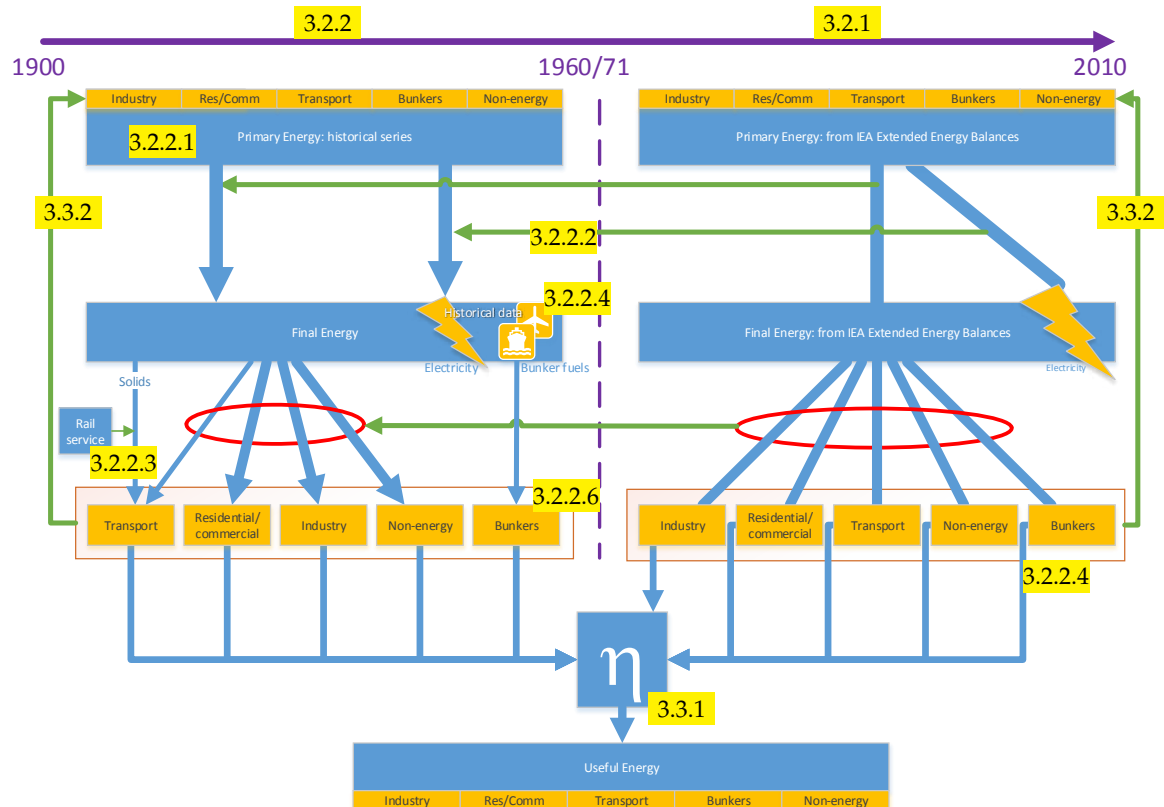 3.2.2
3.2.1
1900
1960/71
2010
Industry
Res/Comm
Transport
Bunkers
Non-energy
Industry
Res/Comm
Transport
Bunkers
Non-energy
Primary Energy: historical series
Primary Energy: from IEA Extended Energy Balances
3.2.2.1
3.3.2
3.3.2
3.2.2.2
3.2.2.4
Historical data
Final Energy
Final Energy: from IEA Extended Energy Balances
Electricity
Bunker fuels
Electricity
Solids
Rail
service
3.2.2.3
3.2.2.6
Transport
Residential/
commercial
Industry
Non-energy
Bunkers
Industry
Residential/
commercial
Transport
Non-energy
Bunkers
3.2.2.4
η
3.3.1
Useful Energy
Industry
Res/Comm
Transport
Bunkers
Non-energy